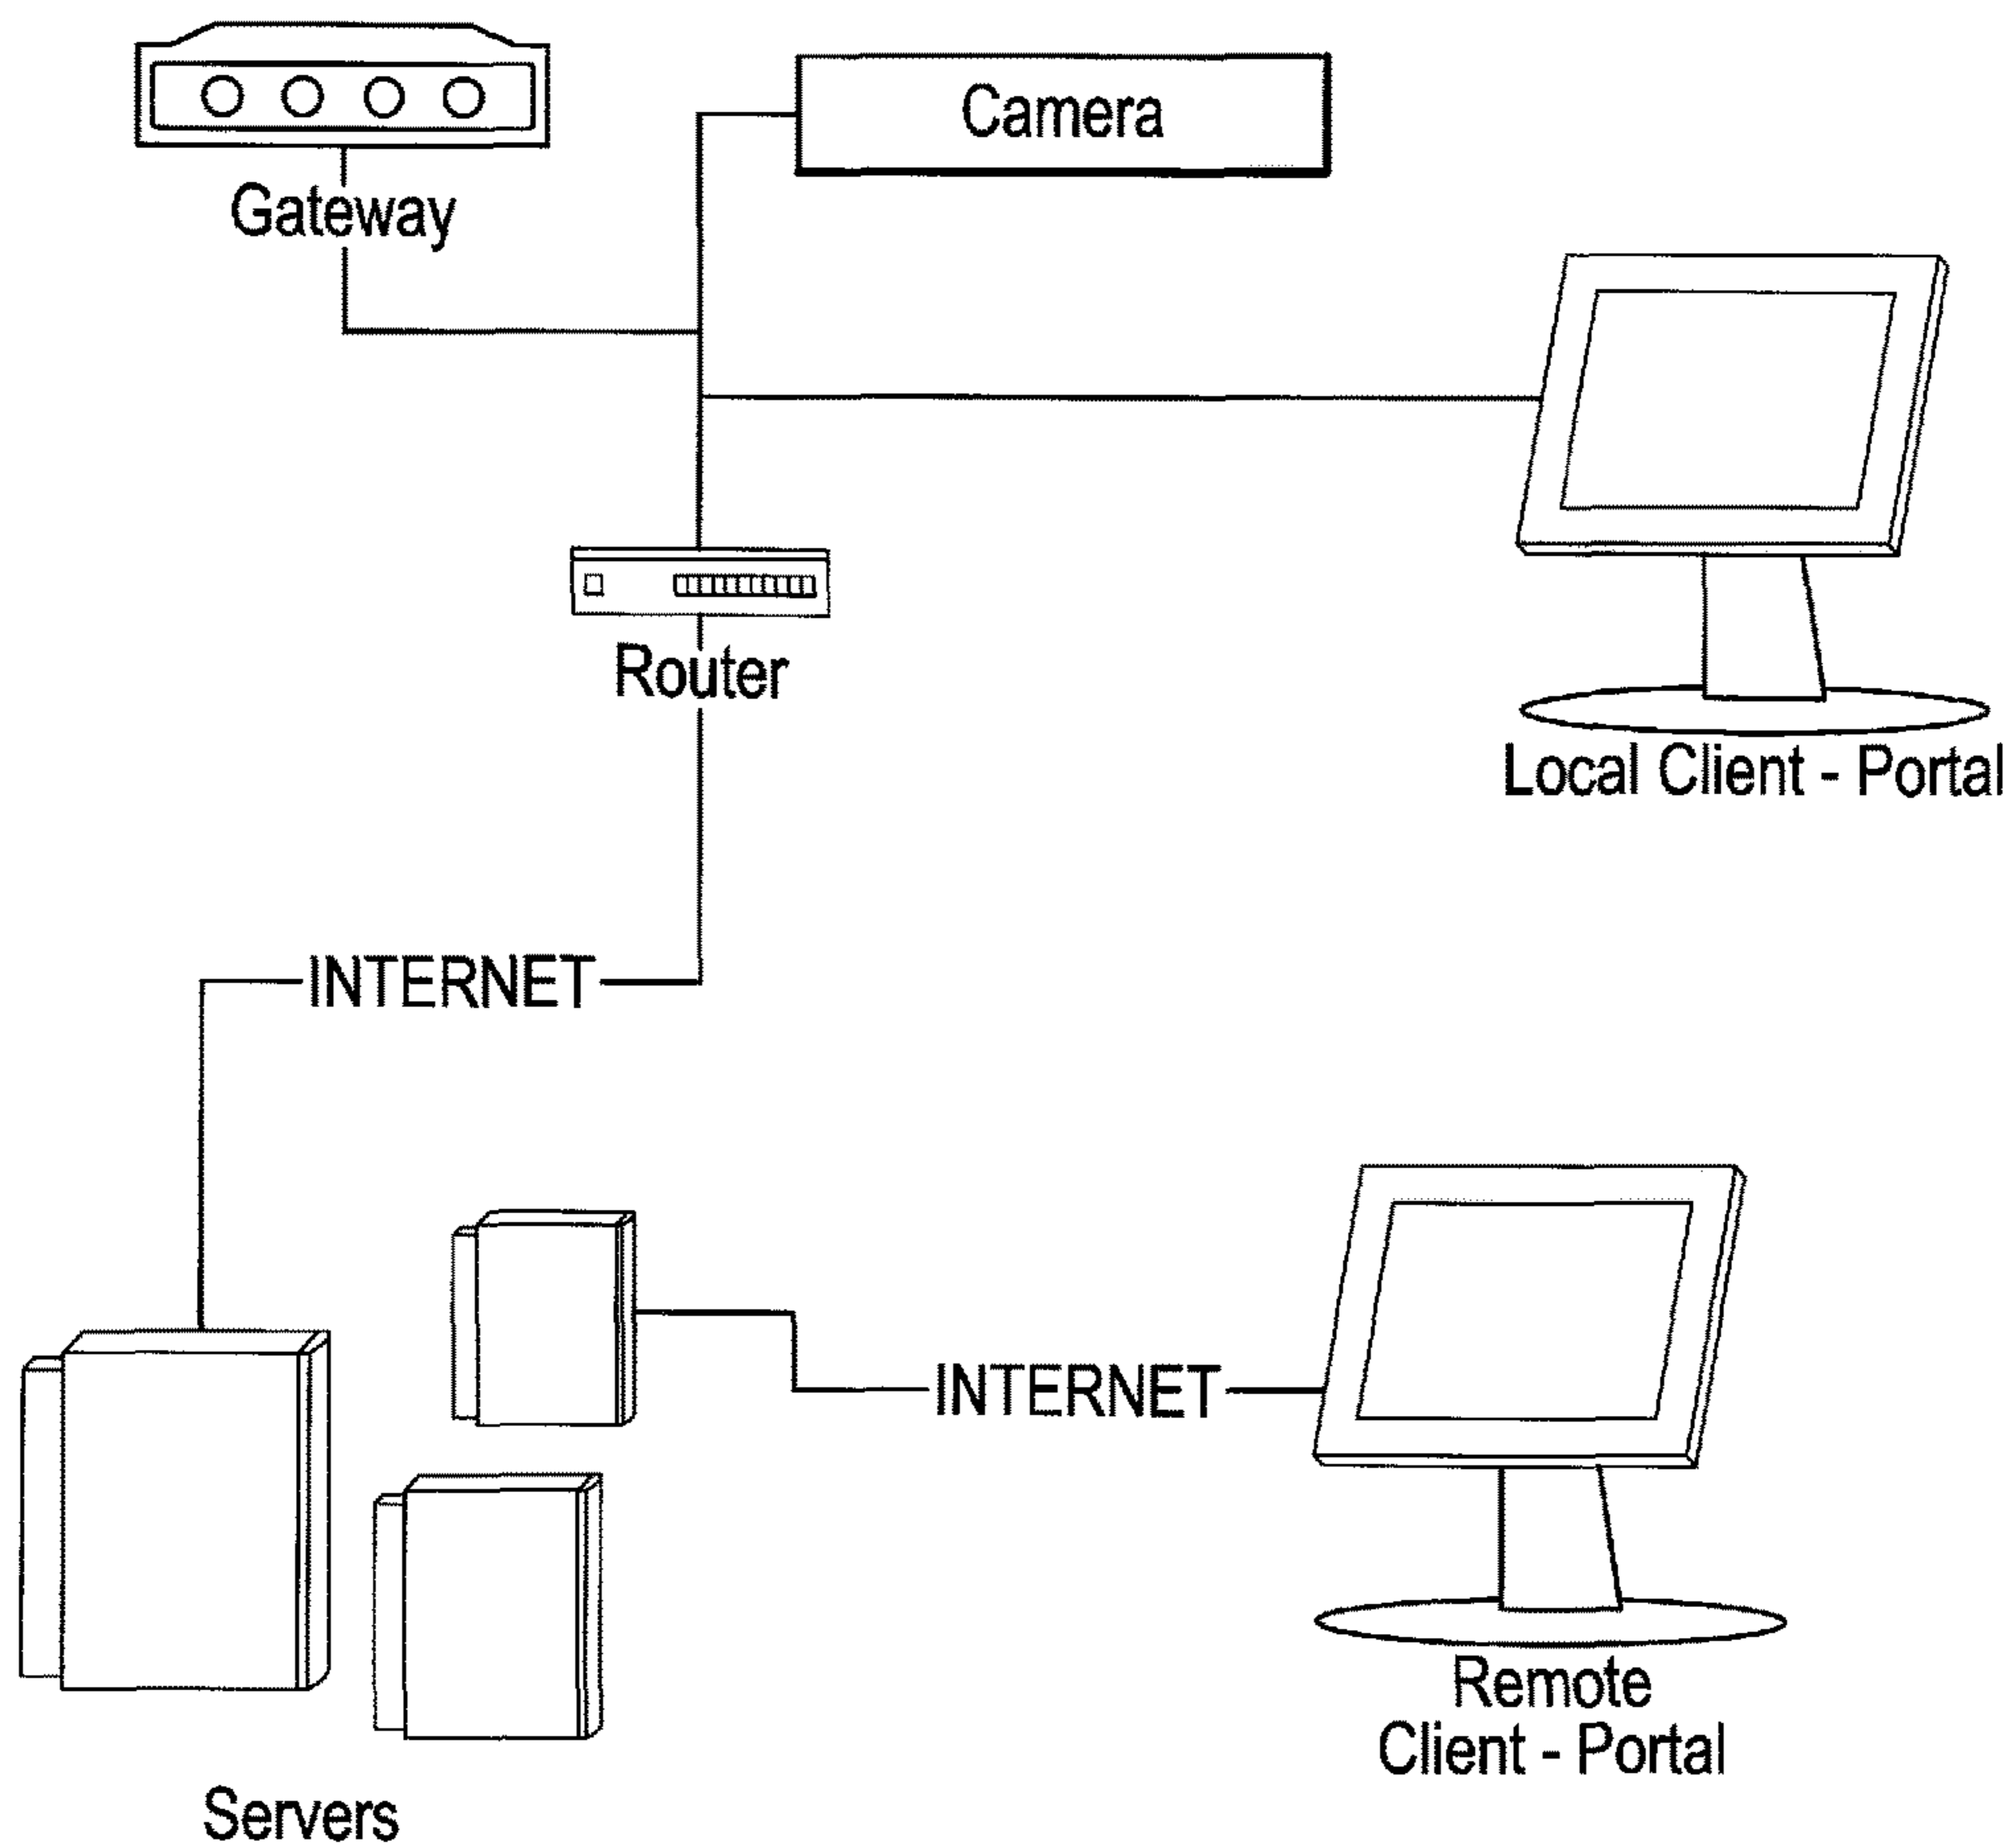 Gateway
Camera
Router
Local Client - Portal
INTERNET
INTERNET
Remote
Client - Portal
Servers